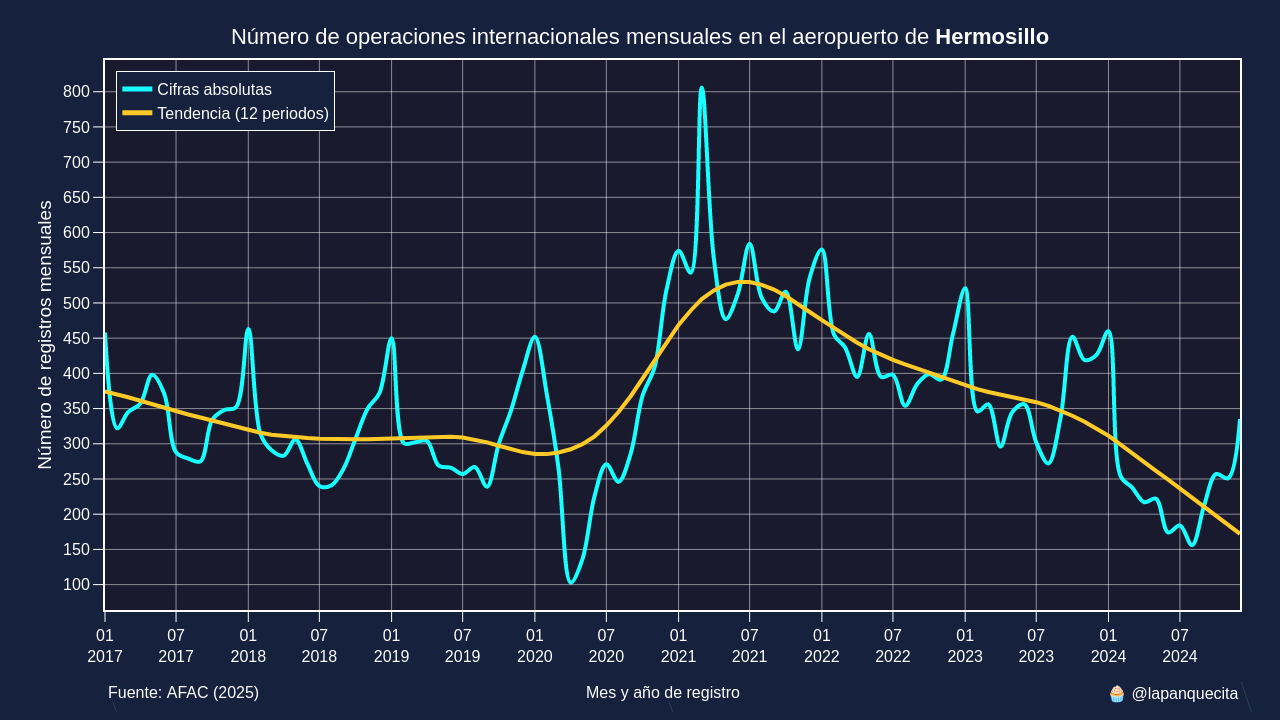 Número de operaciones internacionales mensuales en el aeropuerto de Hermosillo
Cifras absolutas
Tendencia (12 periodos)
Número de registros mensuales
800
750
700
650
600
550
500
450
400
350
300
250
200
150
100
01 07 01 07 01 07 01 07 01 07 01 07 01 07 01 07
2017 2017 2018 2018 2019 2019 2020 2020 2021 2021 2022 2022 2023 2023 2024 2024
Fuente: AFAC (2025) Mes y año de registro 🧁 @lapanquecita